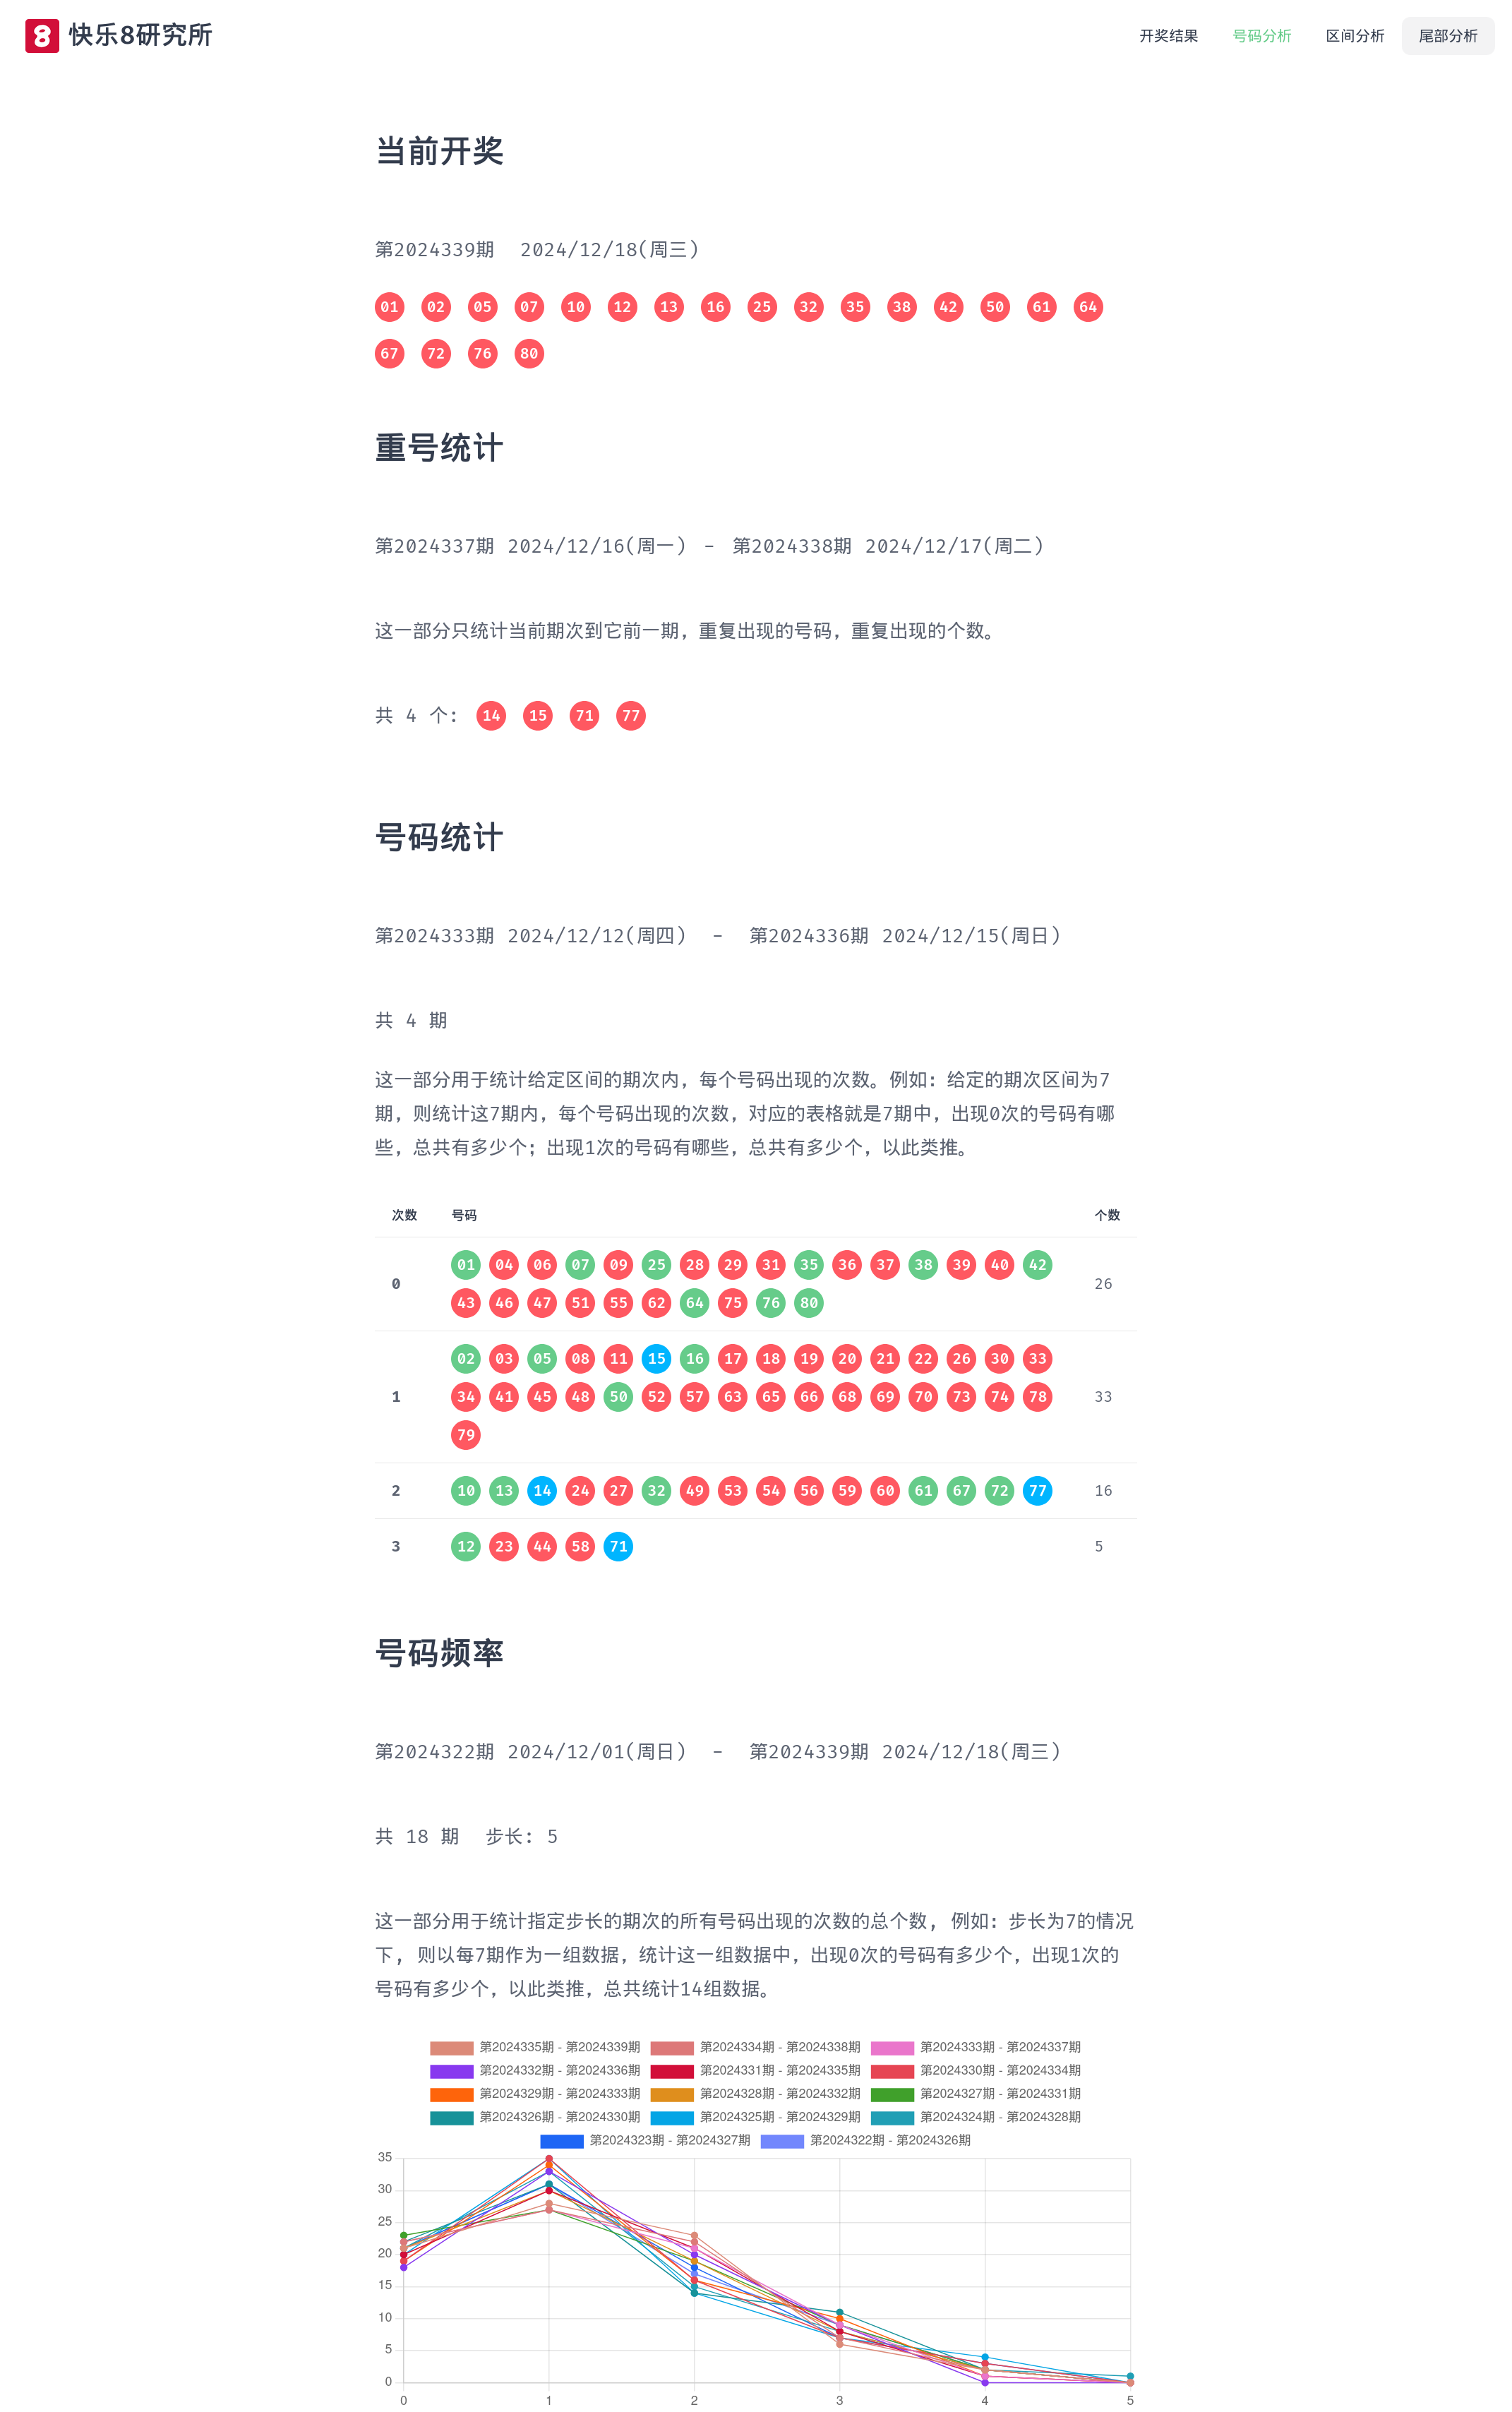 8 快乐8研究所
开奖结果 号码分析 区间分析 尾部分析
当前开奖
第2024339期 2024/12/18(周三)
01 02 05 07 10 12 13 16 25 32 35 38 42 50 61 64
67 72 76 80
重号统计
第2024337期 2024/12/16(周一) - 第2024338期 2024/12/17(周二)
这一部分只统计当前期次到它前一期，重复出现的号码，重复出现的个数。
共 4 个: 14 15 71 77
号码统计
第2024333期 2024/12/12(周四) - 第2024336期 2024/12/15(周日)
共 4 期
这一部分用于统计给定区间的期次内，每个号码出现的次数。例如：给定的期次区间为7
期，则统计这7期内，每个号码出现的次数，对应的表格就是7期中，出现0次的号码有哪
些，总共有多少个；出现1次的号码有哪些，总共有多少个，以此类推。
次数 号码 个数
01 04 06 07 09 25 28 29 31 35 36 37 38 39 40 42
0 26
43 46 47 51 55 62 64 75 76 80
02 03 05 08 11 15 16 17 18 19 20 21 22 26 30 33
1 34 41 45 48 50 52 57 63 65 66 68 69 70 73 74 78 33
79
2 10 13 14 24 27 32 49 53 54 56 59 60 61 67 72 77 16
3 12 23 44 58 71 5
号码频率
第2024322期 2024/12/01(周日) - 第2024339期 2024/12/18(周三)
共 18 期 步长: 5
这一部分用于统计指定步长的期次的所有号码出现的次数的总个数, 例如：步长为7的情况
下, 则以每7期作为一组数据，统计这一组数据中，出现0次的号码有多少个，出现1次的
号码有多少个，以此类推，总共统计14组数据。
第2024335期 - 第2024339期 第2024334期 - 第2024338期 第2024333期 - 第2024337期
第2024332期 - 第2024336期 第2024331期 - 第2024335期 第2024330期 - 第2024334期
第2024329期 - 第2024333期 第2024328期 - 第2024332期 第2024327期 - 第2024331期
第2024326期 - 第2024330期 第2024325期 - 第2024329期 第2024324期 - 第2024328期
第2024323期 - 第2024327期 第2024322期 - 第2024326期
35
30
25
20
15
10
5
0
0 1 2 3 4 5